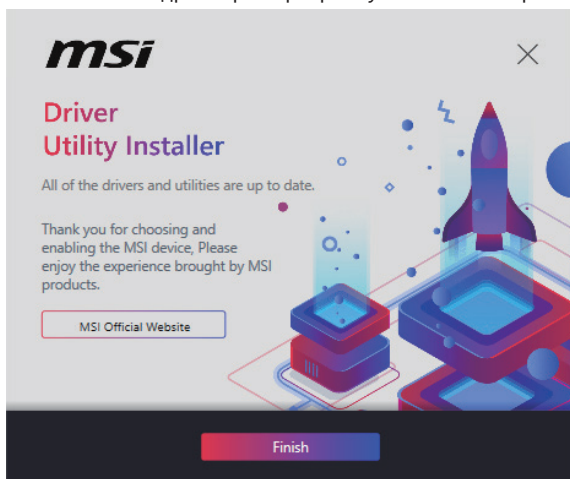 msi
Driver
Utility Installer
All of the drivers and utilities are up to date.
Thank you for choosing and
enabling the MSI device, Please
enjoy the experience brought by MSI
products.
MSI Official Website
Finish